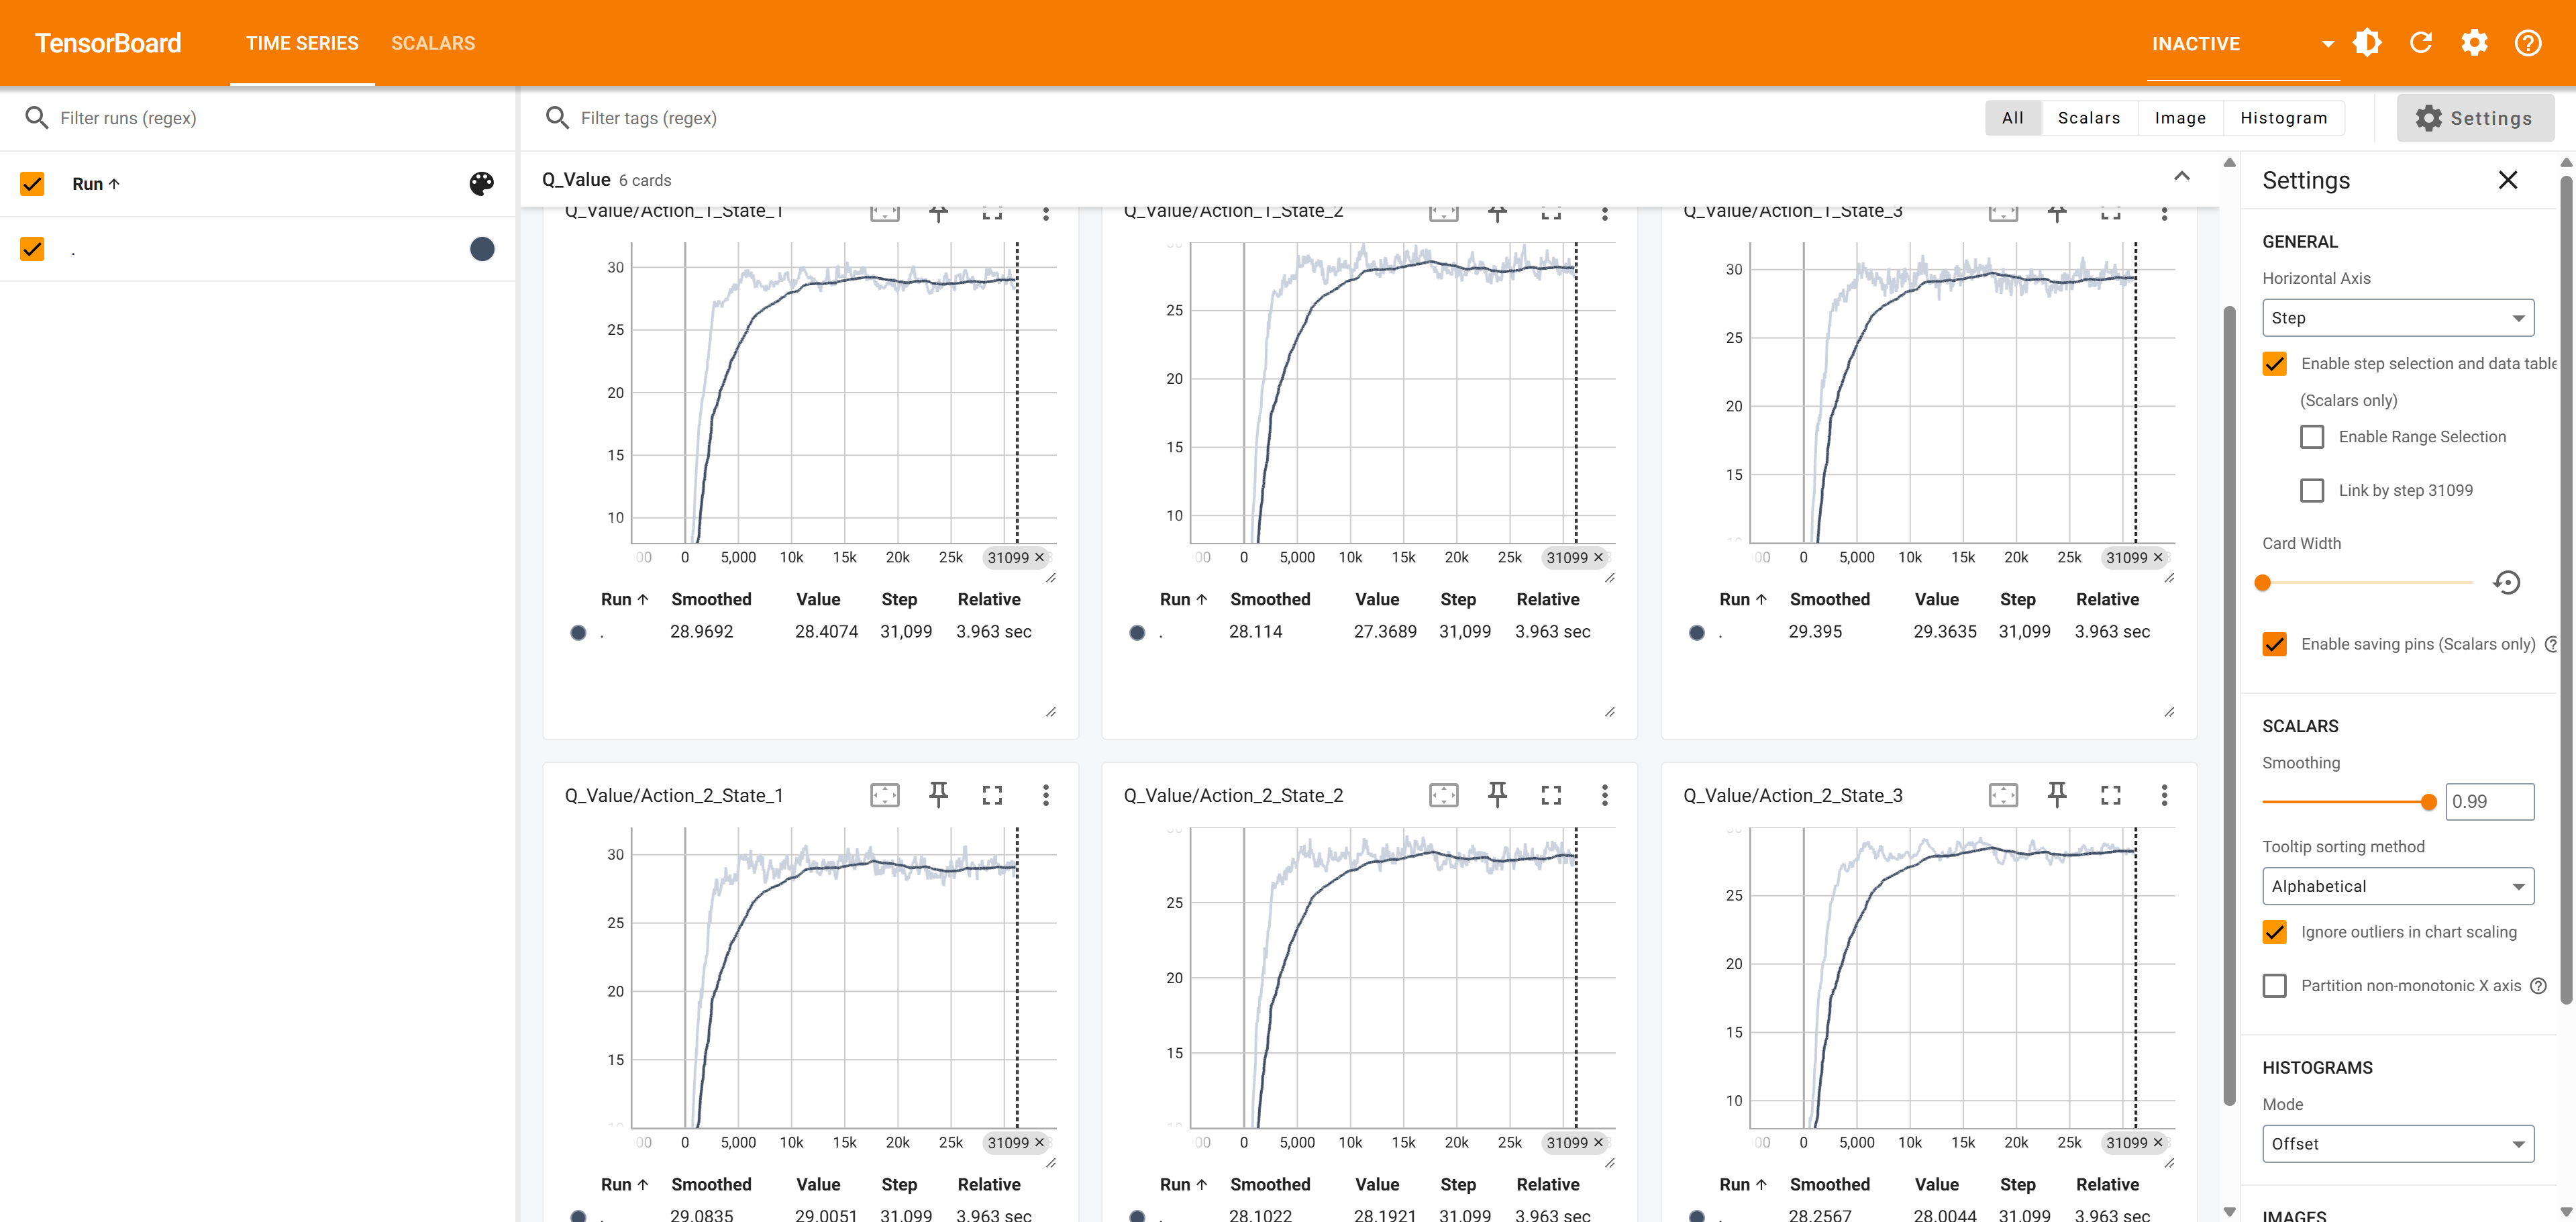 TensorBoard TIME SERIES SCALARS INACTIVE
Filter runs (regex)
Run
.
Filter tags (regex) All Scalars Image Histogram Settings
Q_Value 6 cards
Q_Value/Action_1_State_1
30
25
20
15
10
00 0 5,000 10k 15k 20k 25k 31099
Run Smoothed Value Step Relative
. 28.9692 28.4074 31,099 3.963 sec
Q_Value/Action_1_State_2
30
25
20
15
10
00 0 5,000 10k 15k 20k 25k 31099
Run Smoothed Value Step Relative
. 28.114 27.3689 31,099 3.963 sec
Q_Value/Action_1_State_3
30
25
20
15
00 0 5,000 10k 15k 20k 25k 31099
Run Smoothed Value Step Relative
. 29.395 29.3635 31,099 3.963 sec
Q_Value/Action_2_State_1
30
25
20
15
00 0 5,000 10k 15k 20k 25k 31099
Run Smoothed Value Step Relative
. 29.0835 29.0051 31,099 3.963 sec
Q_Value/Action_2_State_2
25
20
15
00 0 5,000 10k 15k 20k 25k 31099
Run Smoothed Value Step Relative
. 28.1022 28.1921 31,099 3.963 sec
Q_Value/Action_2_State_3
25
20
15
10
00 0 5,000 10k 15k 20k 25k 31099
Run Smoothed Value Step Relative
. 28.2567 28.0044 31,099 3.963 sec
Settings
GENERAL
Horizontal Axis
Step
Enable step selection and data table
(Scalars only)
Enable Range Selection
Link by step 31099
Card Width
Enable saving pins (Scalars only)
SCALARS
Smoothing
0.99
Tooltip sorting method
Alphabetical
Ignore outliers in chart scaling
Partition non-monotonic X axis
HISTOGRAMS
Mode
Offset
IMAGES